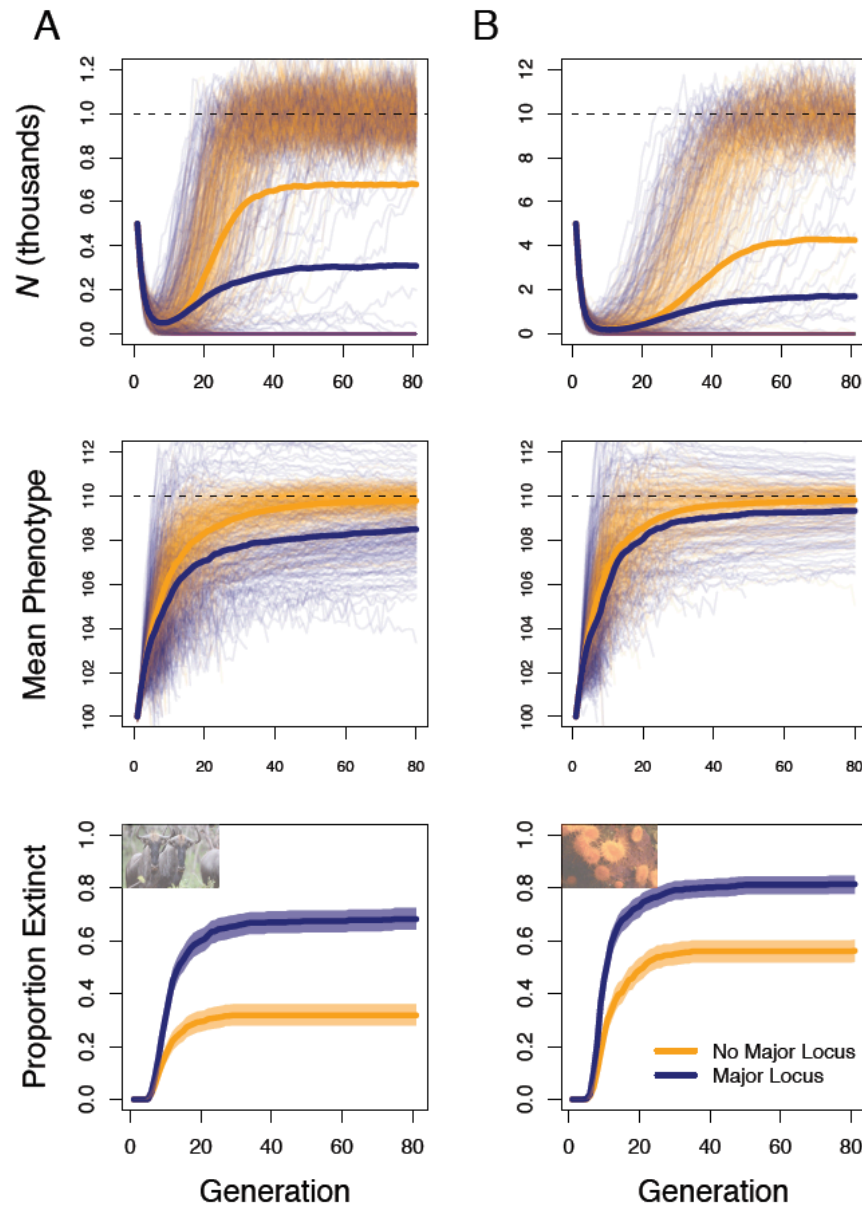 A
B
N (thousands)
1.2
1.0
0.8
0.6
0.4
0.2
0.0
0 20 40 60 80
12
10
8
6
4
2
0
0 20 40 60 80
Mean Phenotype
112
110
108
106
104
102
100
0 20 40 60 80
112
110
108
106
104
102
100
0 20 40 60 80
Proportion Extinct
1.0
0.8
0.6
0.4
0.2
0.0
0 20 40 60 80
Generation
1.0
0.8
0.6
0.4
0.2
0.0
No Major Locus
Major Locus
0 20 40 60 80
Generation